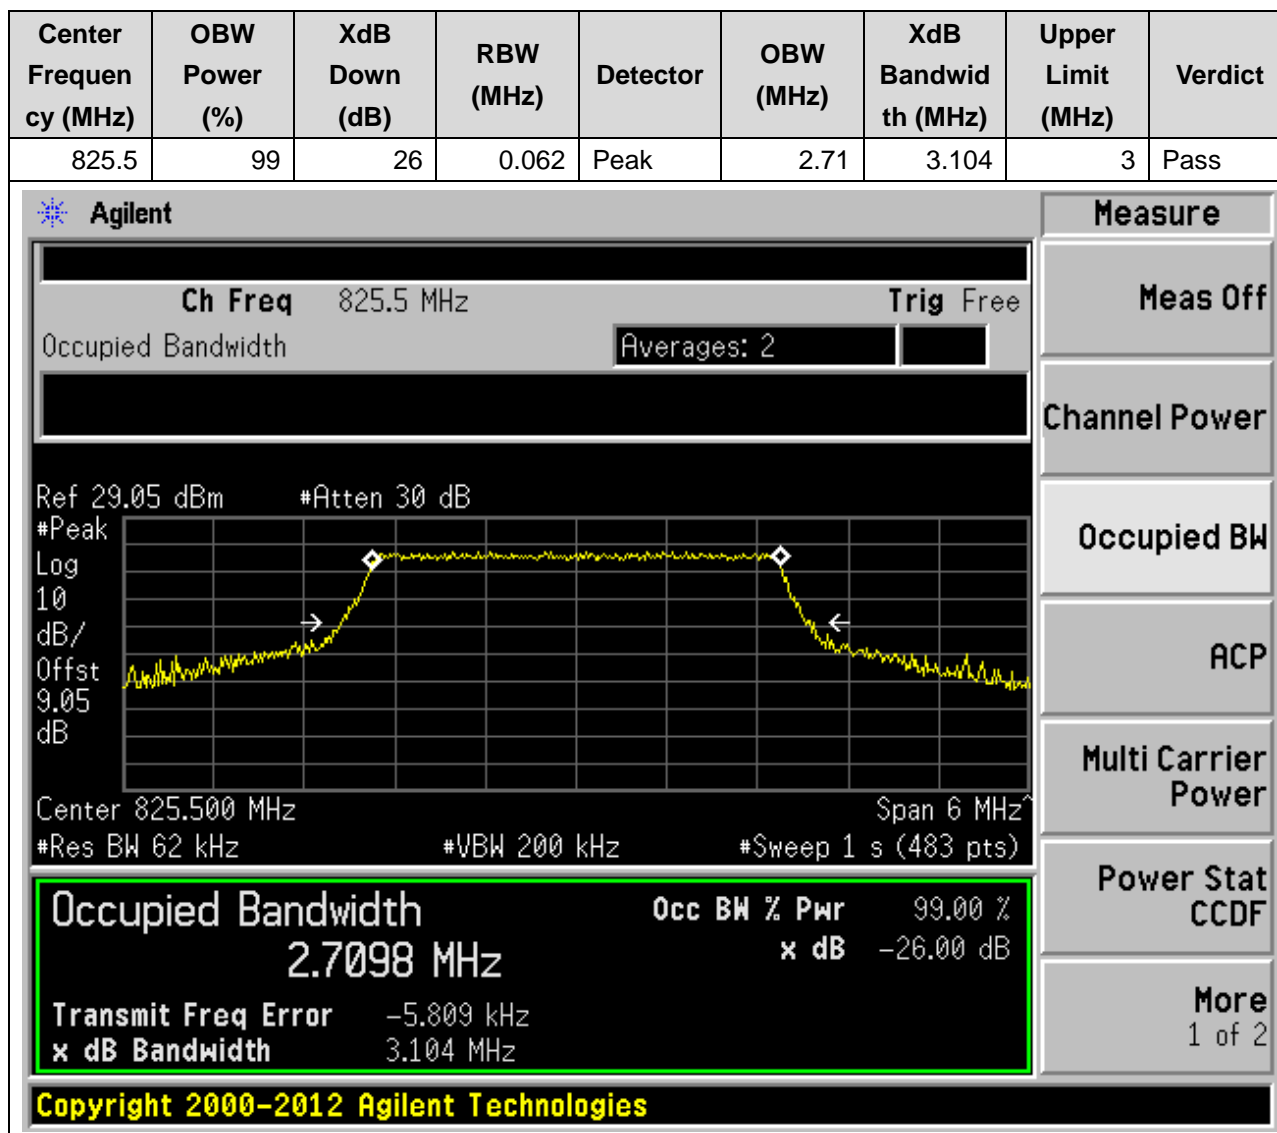 Center Frequen cy (MHz)
OBW Power (%)
XdB Down (dB)
RBW (MHz)
Detector
OBW (MHz)
XdB Bandwid th (MHz)
Upper Limit (MHz)
Verdict
825.5 99 26 0.062 Peak 2.71 3.104 3 Pass
Agilent
Ch Freq 825.5 MHz Trig Free
Occupied Bandwidth
Averages: 2
Ref 29.05 dBm #Atten 30 dB
#Peak
Log
10
dB/
Offst
9.05
dB
Center 825.500 MHz Span 6 MHz^
#Res BW 62 kHz #VBW 200 kHz #Sweep 1 s (483 pts)
Occupied Bandwidth
2.7098 MHz
Occ BW % Pwr 99.00 %
x dB -26.00 dB
Transmit Freq Error -5.809 kHz
x dB Bandwidth 3.104 MHz
Copyright 2000-2012 Agilent Technologies
Measure
Meas Off
Channel Power
Occupied BW
ACP
Multi Carrier
Power
Power Stat
CCDF
More
1 of 2